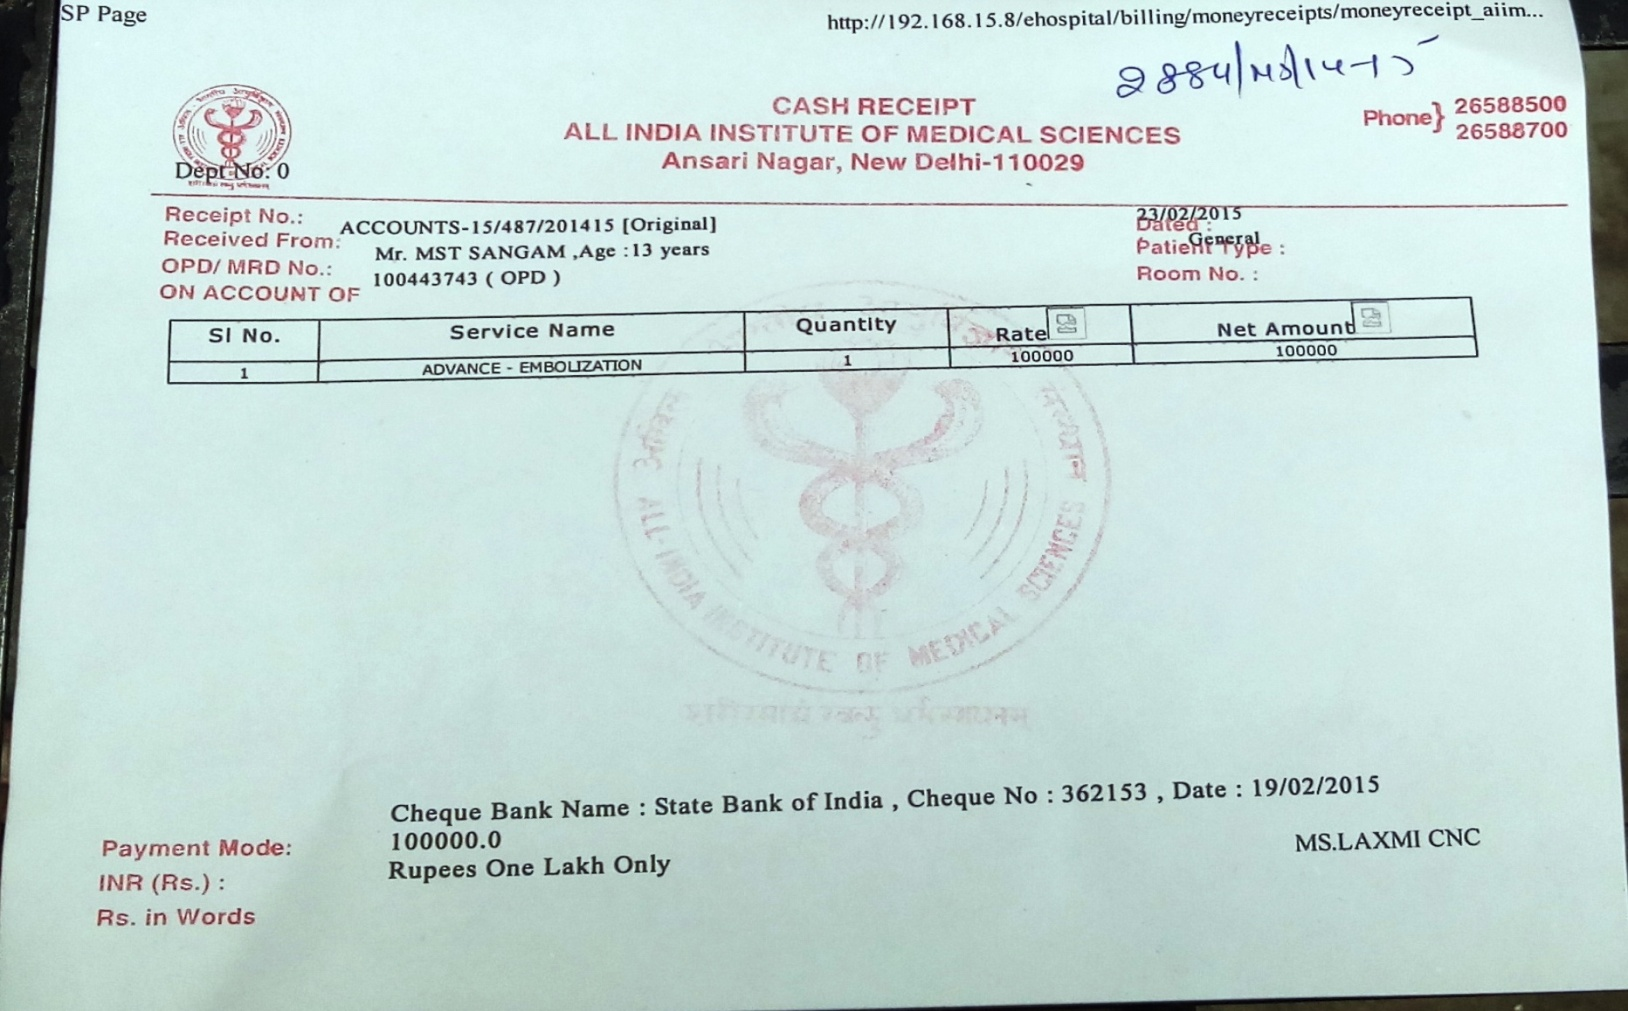 SP Page
http://192.168.15.8/ehospital/billing/moneyreceipts/moneyreceipt_aiim...
2884/ /14-15
CASH RECEIPT
ALL INDIA INSTITUTE OF MEDICAL SCIENCES
Ansari Nagar, New Delhi-110029
Phone} 26588500
26588700
Dept No: 0
Receipt No.: ACCOUNTS-15/487/201415 [Original]
23/02/2015
Dated :
Received From: Mr. MST SANGAM ,Age :13 years
General
Patient Type :
OPD/ MRD No.: 100443743 ( OPD )
Room No. :
ON ACCOUNT OF
Sl No. Service Name Quantity Rate Net Amount
1 ADVANCE - EMBOLIZATION 1 100000 100000
ALL-INDIA INSTITUTE OF MEDICAL SCIENCES
Cheque Bank Name : State Bank of India , Cheque No : 362153 , Date : 19/02/2015
Payment Mode: 100000.0
MS.LAXMI CNC
INR (Rs.) : Rupees One Lakh Only
Rs. in Words